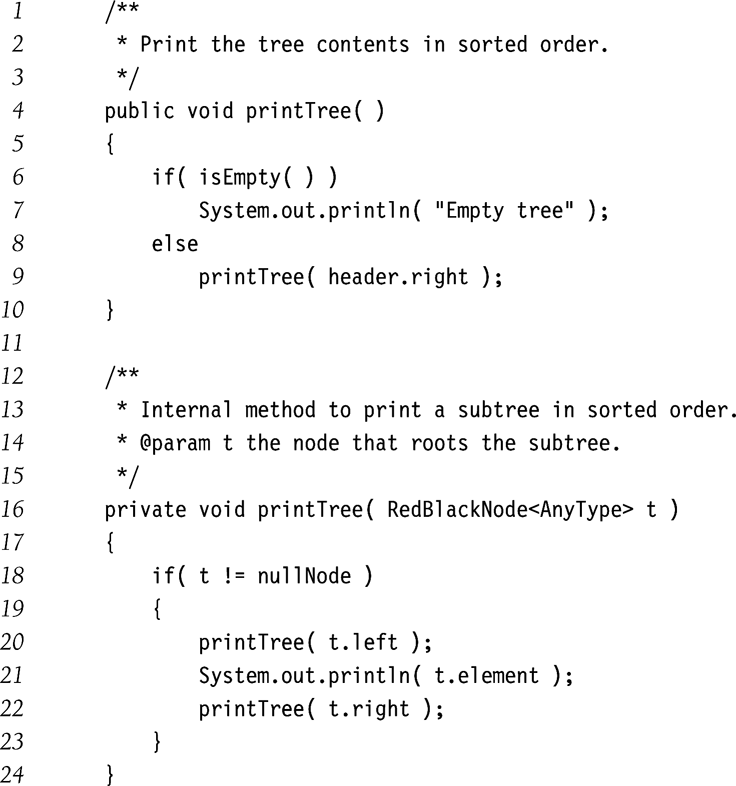 1 /**
2 * Print the tree contents in sorted order.
3 */
4 public void printTree( )
5 {
6 if( isEmpty( ) )
7 System.out.println( "Empty tree" );
8 else
9 printTree( header.right );
10 }
11
12 /**
13 * Internal method to print a subtree in sorted order.
14 * @param t the node that roots the subtree.
15 */
16 private void printTree( RedBlackNode<AnyType> t )
17 {
18 if( t != nullNode )
19 {
20 printTree( t.left );
21 System.out.println( t.element );
22 printTree( t.right );
23 }
24 }